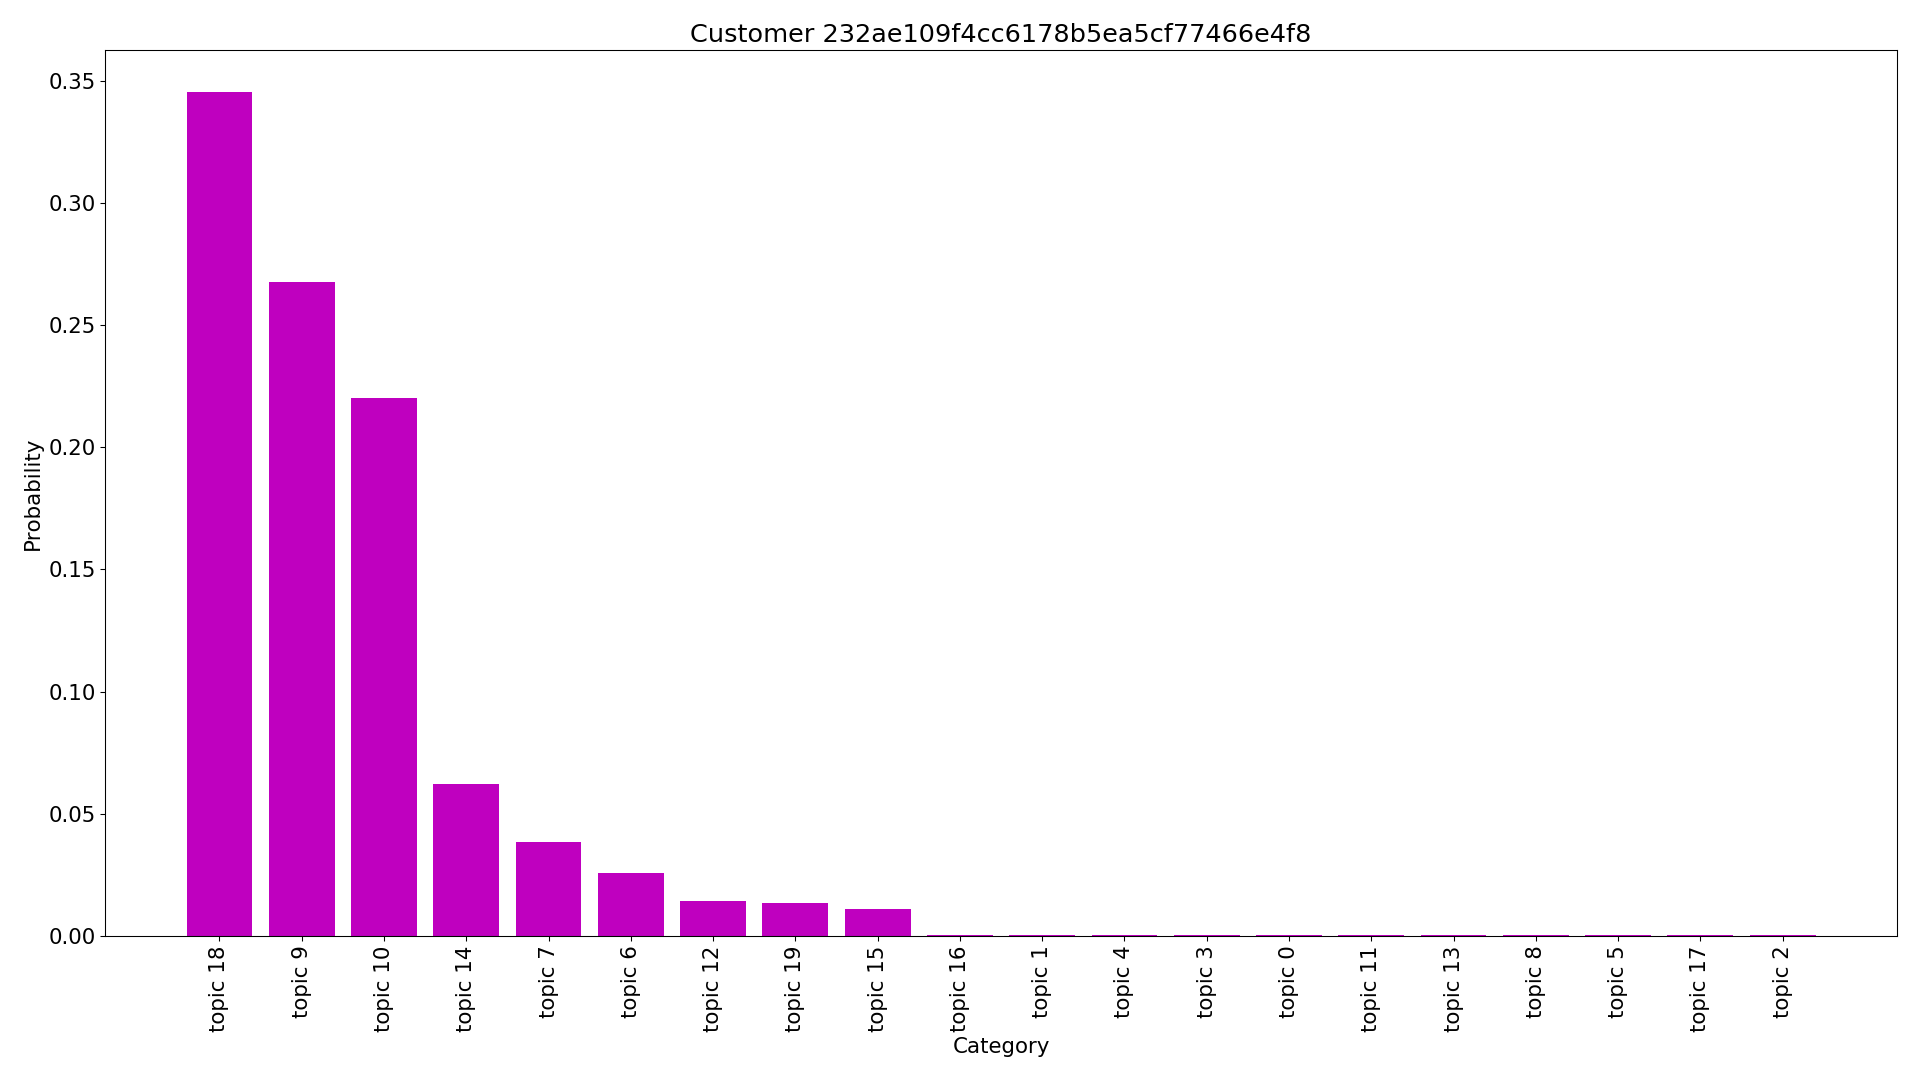 Customer 232ae109f4cc6178b5ea5cf77466e4f8
Probability
0.35
0.30
0.25
0.20
0.15
0.10
0.05
0.00
topic 18
topic 9
topic 10
topic 14
topic 7
topic 6
topic 12
topic 19
topic 15
topic 16
topic 1
topic 4
topic 3
topic 0
topic 11
topic 13
topic 8
topic 5
topic 17
topic 2
Category